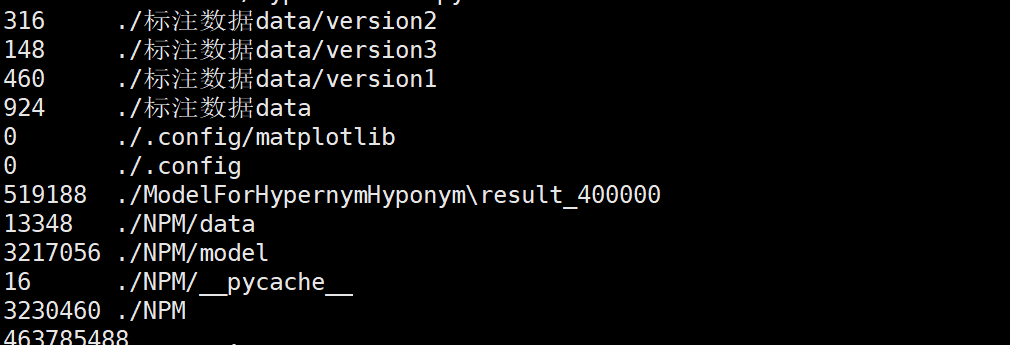 316 ./标注数据data/version2
148 ./标注数据data/version3
460 ./标注数据data/version1
924 ./标注数据data
0 ./.config/matplotlib
0 ./.config
519188 ./ModelForHypernymHyponym\result_400000
13348 ./NPM/data
3217056 ./NPM/model
16 ./NPM/__pycache__
3230460 ./NPM
463785488 .